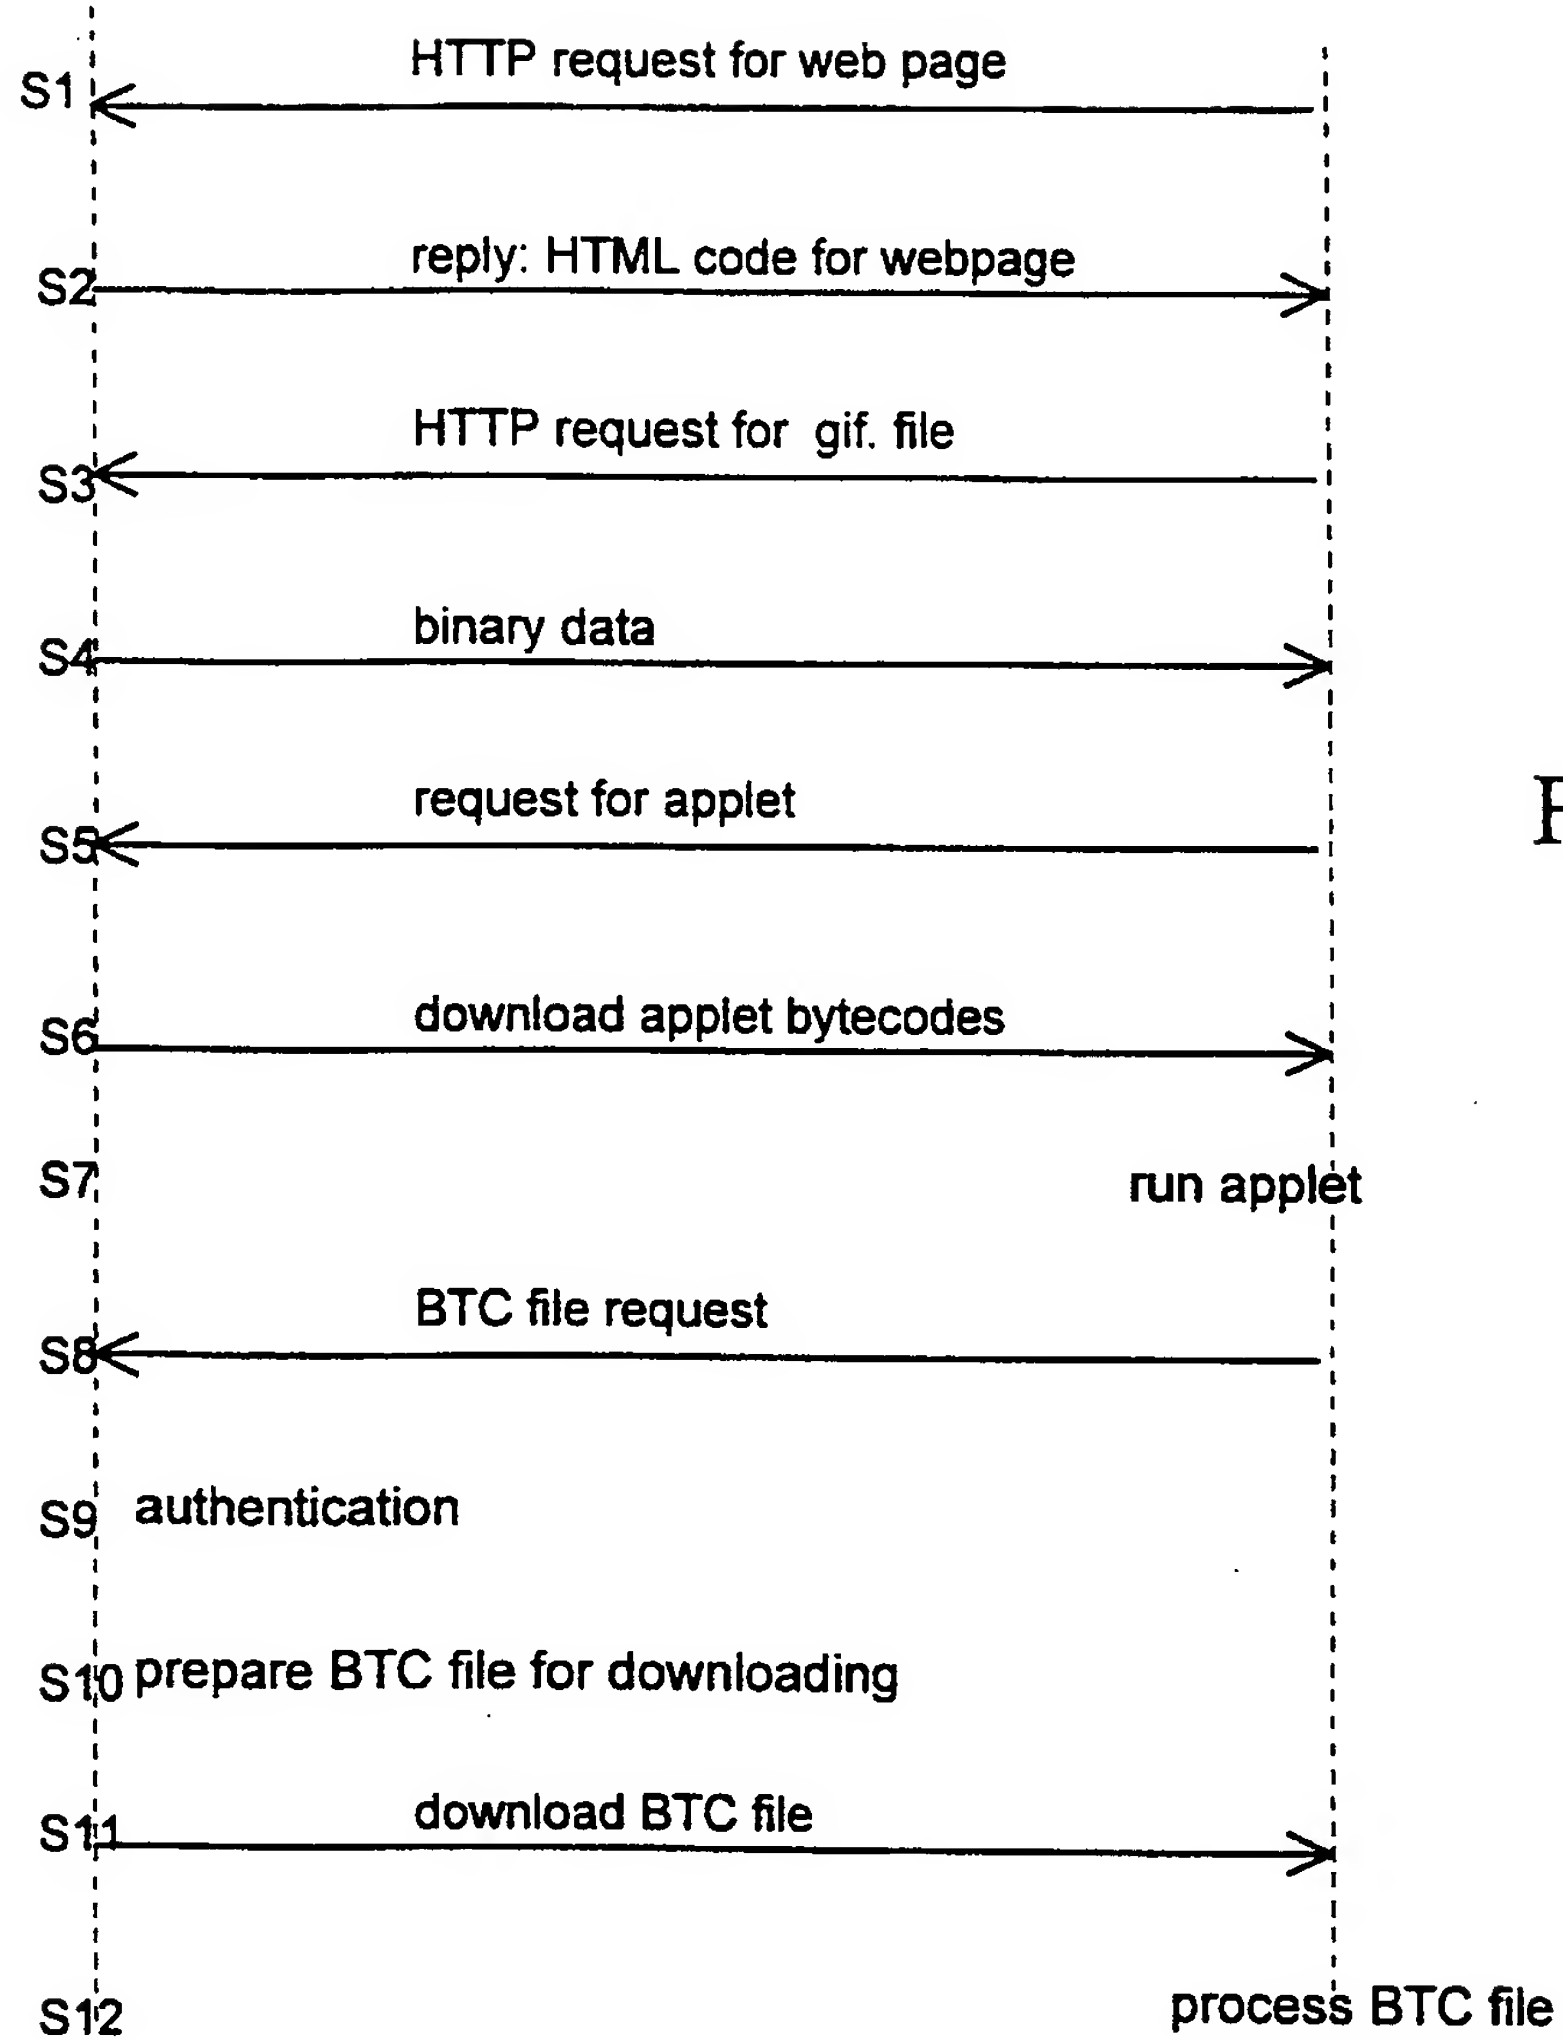 HTTP request for web page
S1
reply: HTML code for webpage
S2
HTTP request for gif. file
S3
binary data
S4
request for applet
S5
download applet bytecodes
S6
S7 run applet
BTC file request
S8
S9 authentication
S10 prepare BTC file for downloading
download BTC file
S11
S12 process BTC file